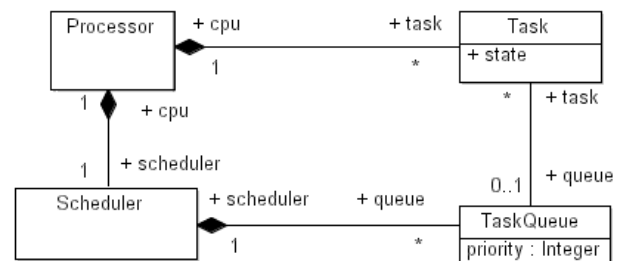 Processor
+ cpu
+ task
Task
1
*
+ state
1
+ cpu
*
+ task
1
+ scheduler
0..1
+ queue
Scheduler
+ scheduler
+ queue
TaskQueue
1
*
priority : Integer